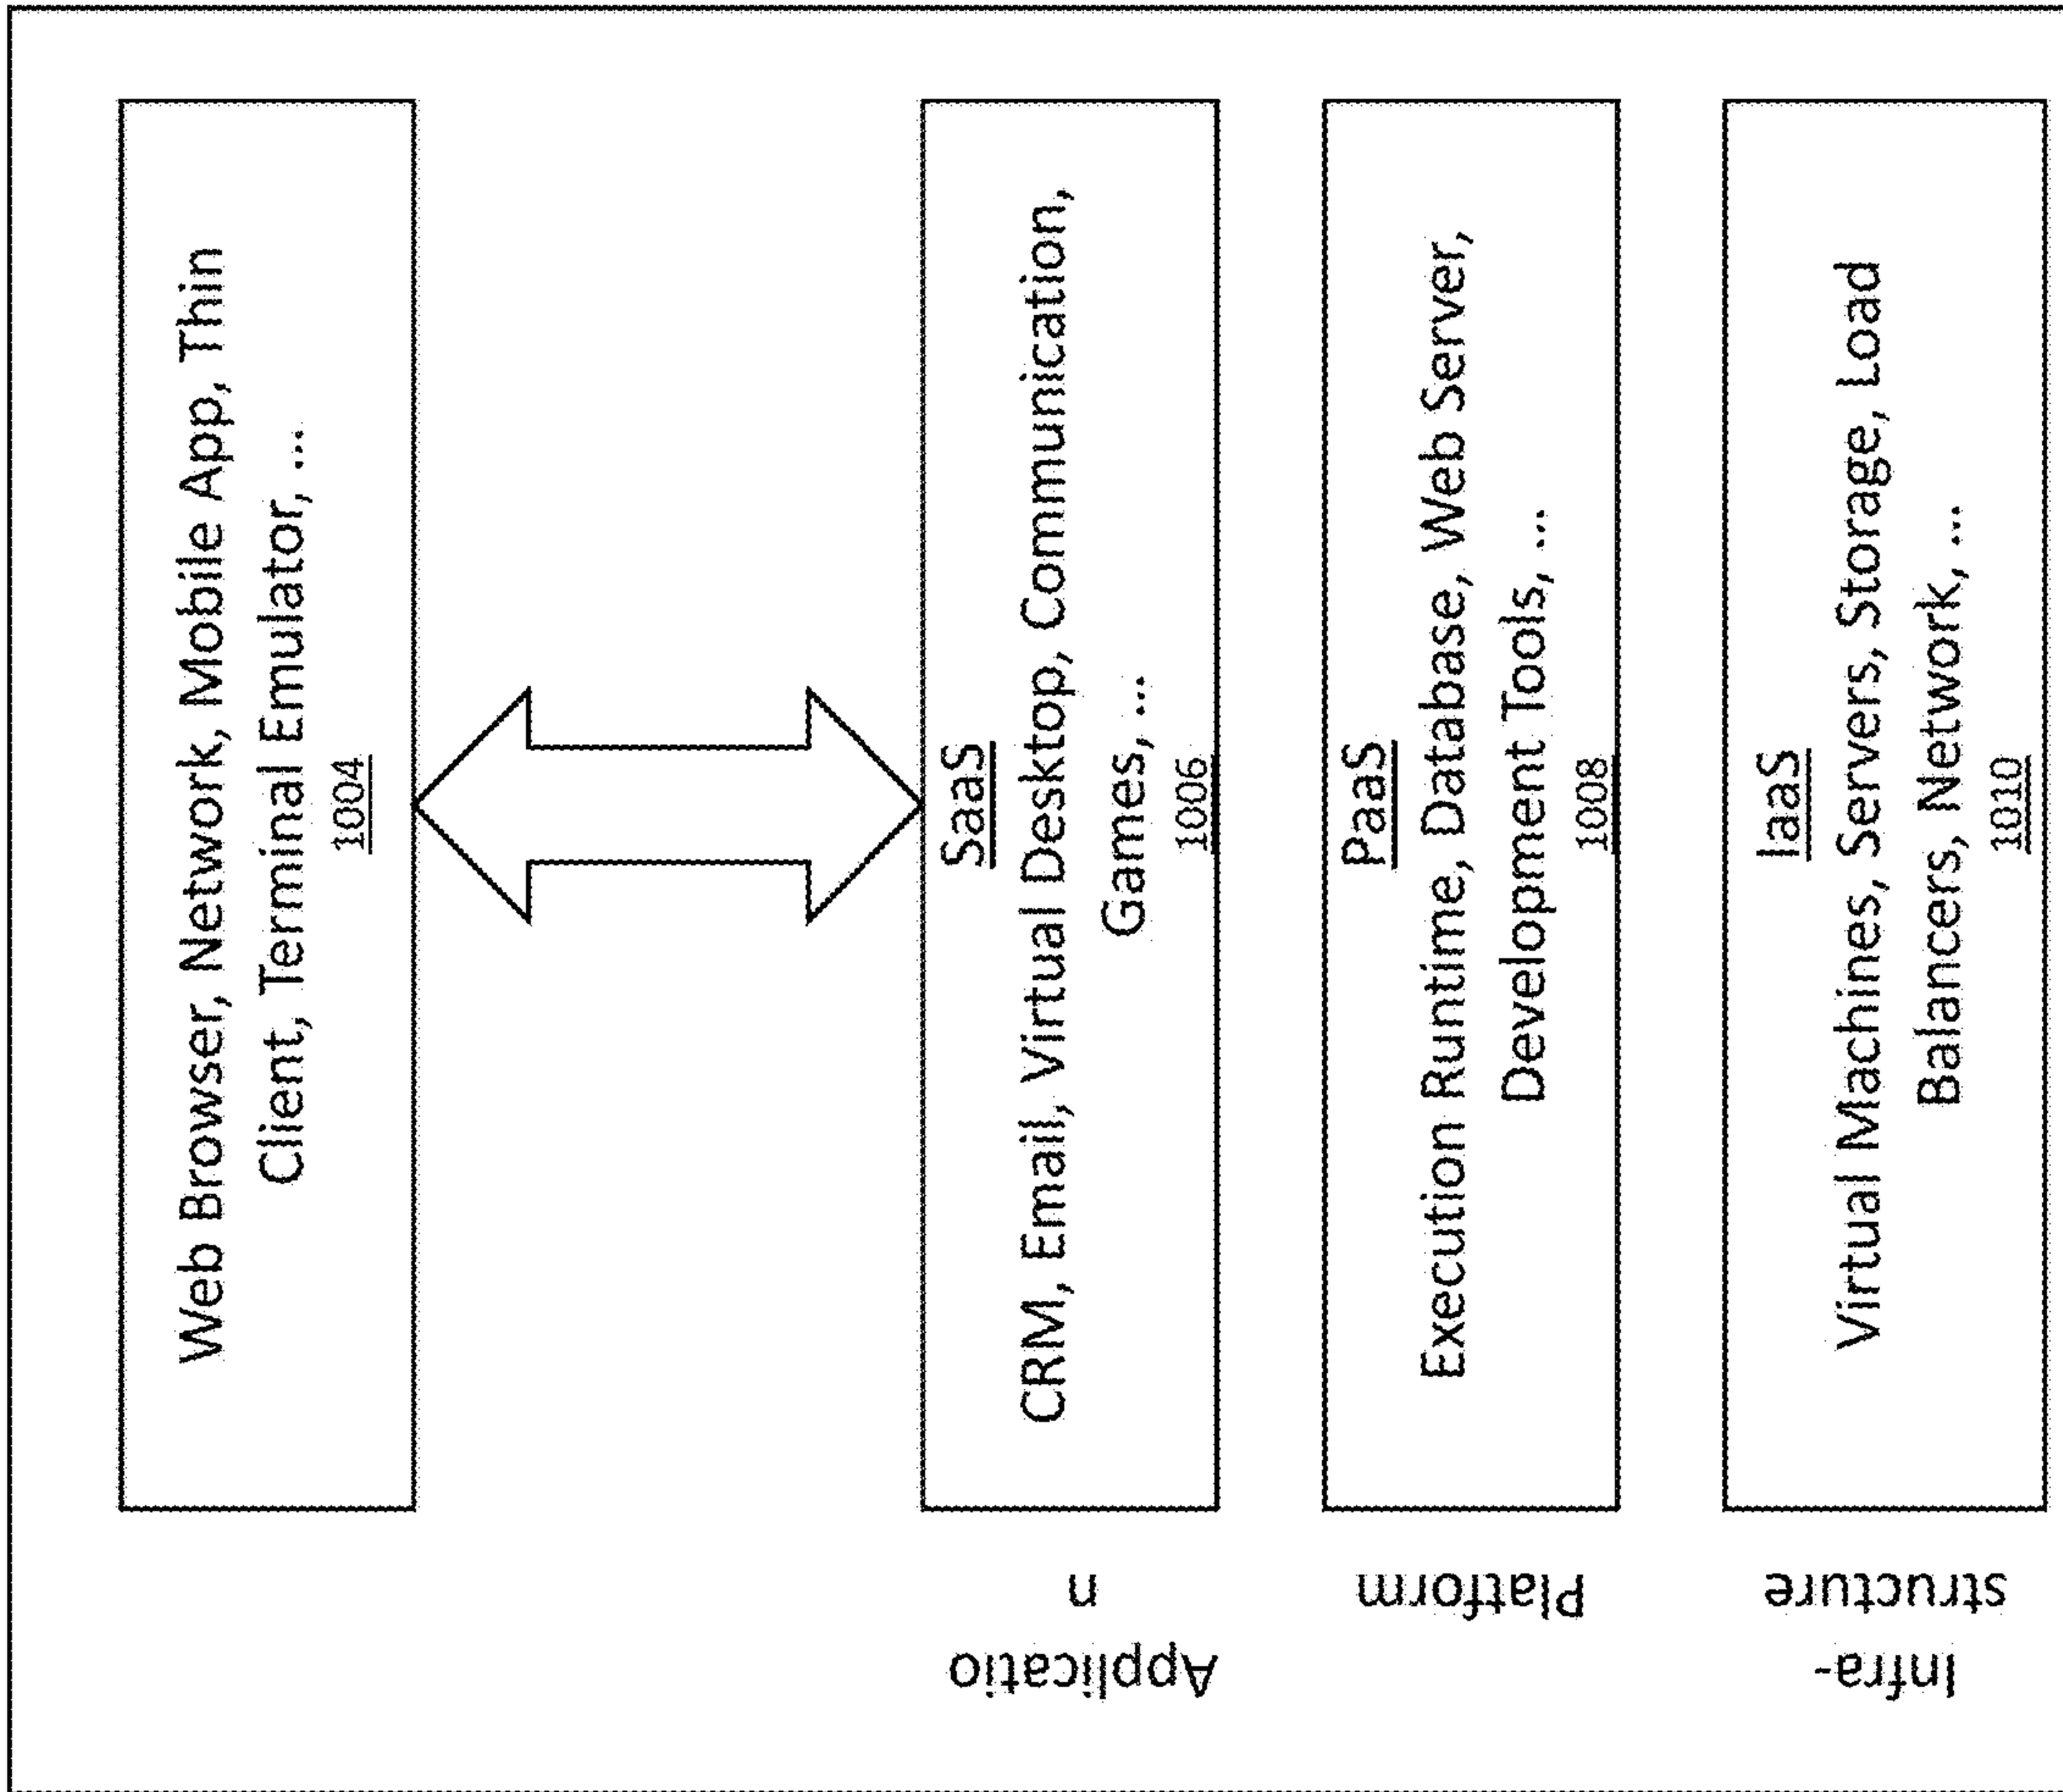 Web Browser, Network, Mobile App, Thin
Client, Terminal Emulator, ...
1004
SaaS
CRM, Email, Virtual Desktop, Communication,
Games, ...
1006
Applicatio
n
PaaS
Execution Runtime, Database, Web Server,
Development Tools, ...
1008
Platform
IaaS
Virtual Machines, Servers, Storage, Load
Balancers, Network, ...
1010
Infra-
structure